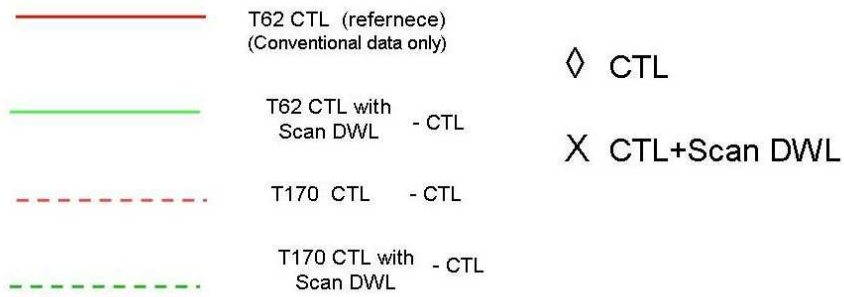 T62 CTL (refernece)
(Conventional data only)
T62 CTL with
Scan DWL - CTL
T170 CTL - CTL
T170 CTL with
Scan DWL - CTL
◊ CTL
X CTL+Scan DWL